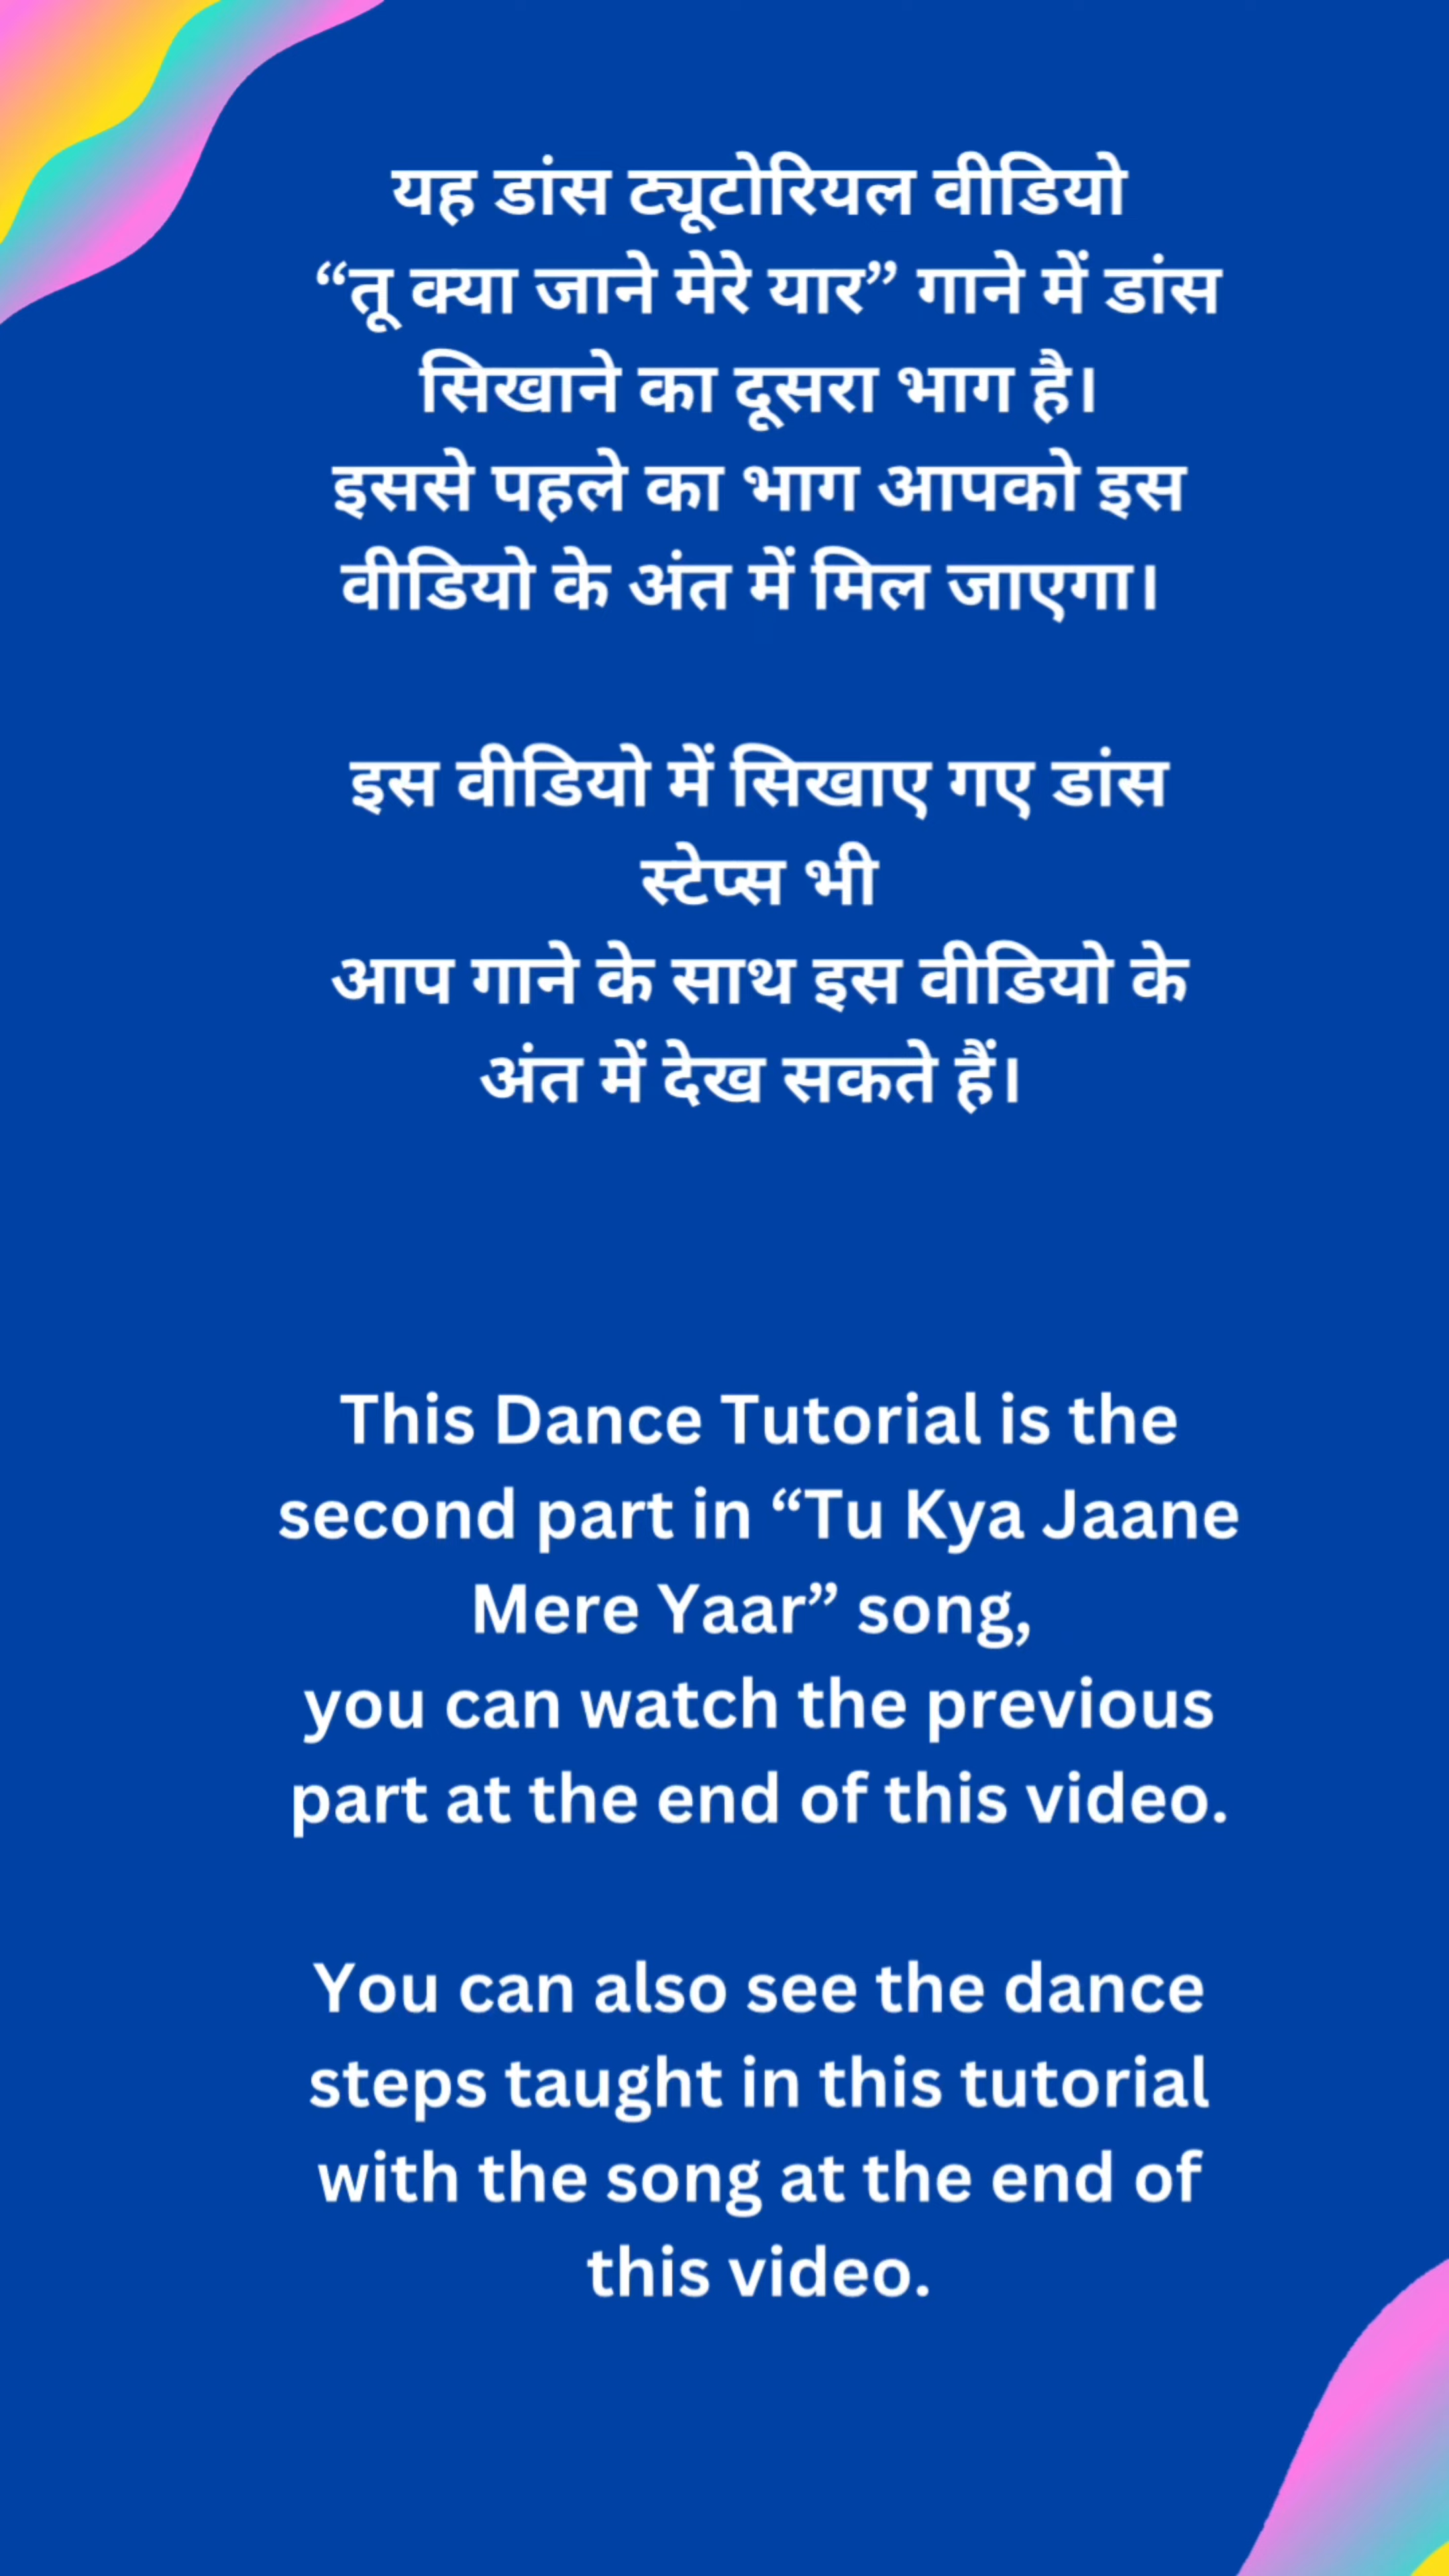 यह डांस ट्यूटोरियल वीडियो
“तू क्या जाने मेरे यार” गाने में डांस
सिखाने का दूसरा भाग है।
इससे पहले का भाग आपको इस
वीडियो के अंत में मिल जाएगा।
इस वीडियो में सिखाए गए डांस
स्टेप्स भी
आप गाने के साथ इस वीडियो के
अंत में देख सकते हैं।
This Dance Tutorial is the
second part in “Tu Kya Jaane
Mere Yaar” song,
you can watch the previous
part at the end of this video.
You can also see the dance
steps taught in this tutorial
with the song at the end of
this video.